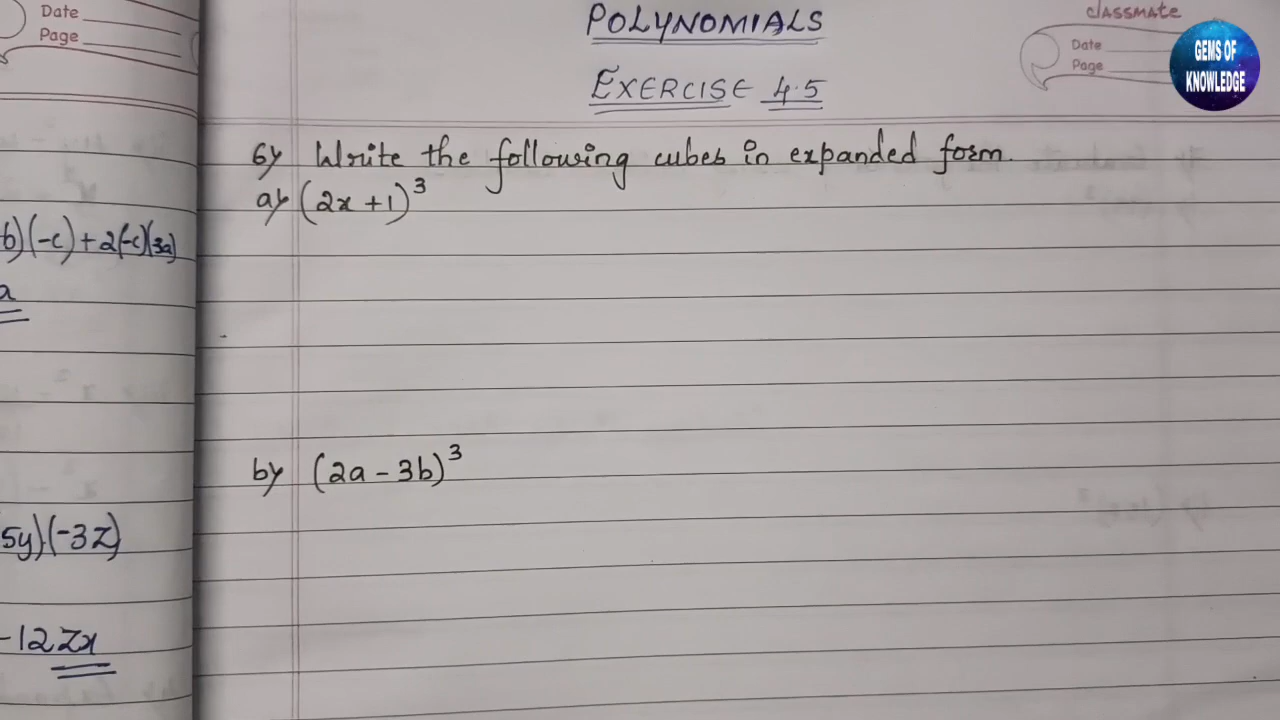 Date
Page
POLYNOMIALS
EXERCISE 4.5
classmate
Date
Page
GEMS OF
KNOWLEDGE
6) Write the following cubes in expanded form.
a) (2x + 1)³
b)(-c) + 2(-c)(3a)
a
b) (2a - 3b)³
5y).(-3z)
-12zx